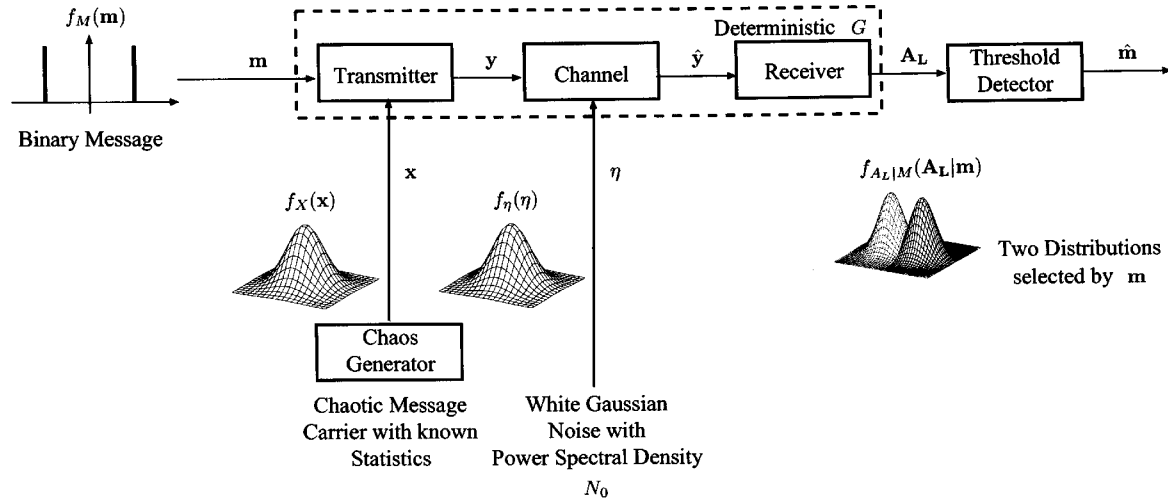 f_M(m)
Binary Message
m
Deterministic G
Transmitter
y
Channel
ŷ
Receiver
A_L
Threshold
Detector
m̂
x
η
f_X(x)
f_η(η)
f_{A_L|M}(A_L|m)
Two Distributions
selected by m
Chaos
Generator
Chaotic Message
Carrier with known
Statistics
White Gaussian
Noise with
Power Spectral Density
N_0